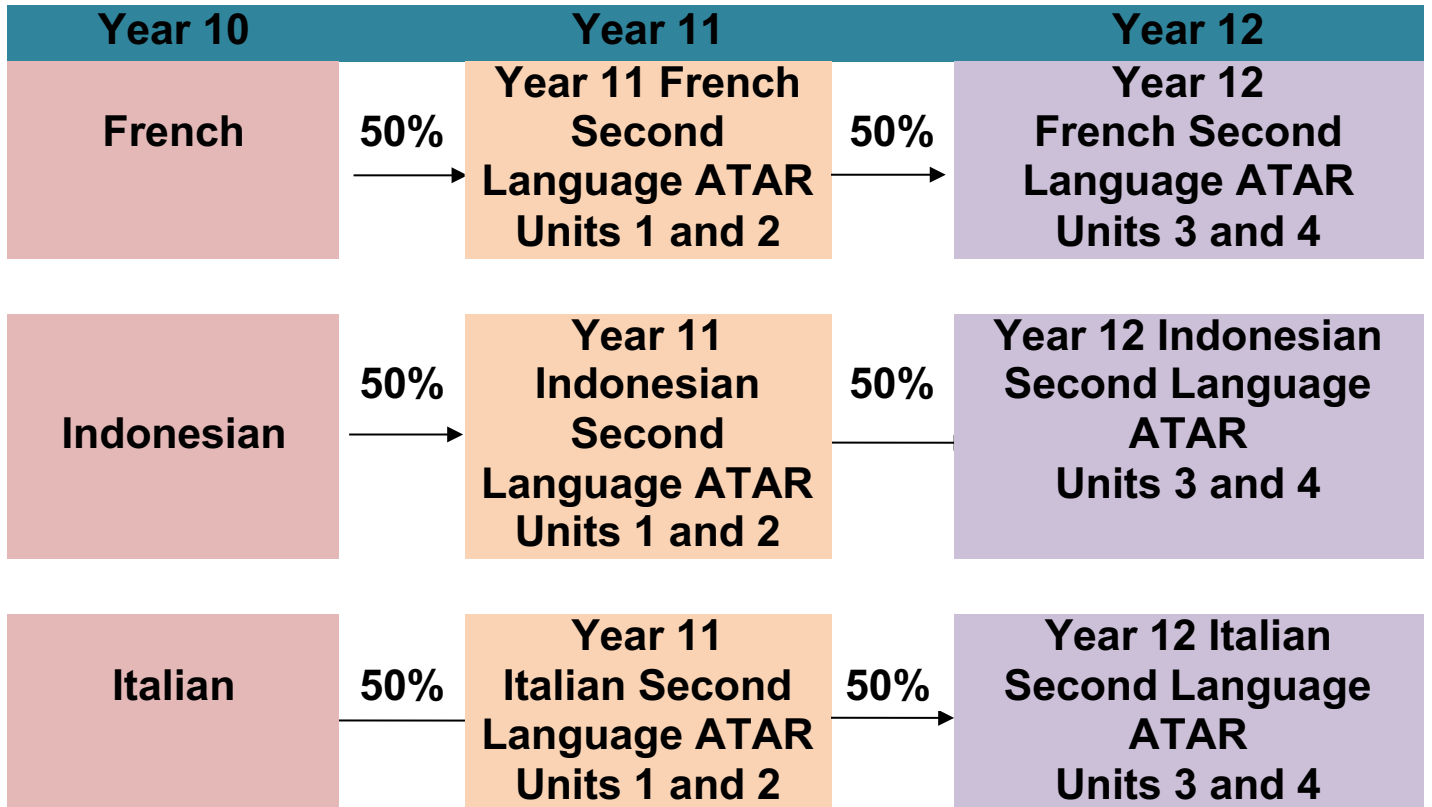 Year 10 Year 11 Year 12
French
50%
Year 11 French
Second
Language ATAR
Units 1 and 2
50%
Year 12
French Second
Language ATAR
Units 3 and 4
Indonesian
50%
Year 11
Indonesian
Second
Language ATAR
Units 1 and 2
50%
Year 12 Indonesian
Second Language
ATAR
Units 3 and 4
Italian
50%
Year 11
Italian Second
Language ATAR
Units 1 and 2
50%
Year 12 Italian
Second Language
ATAR
Units 3 and 4